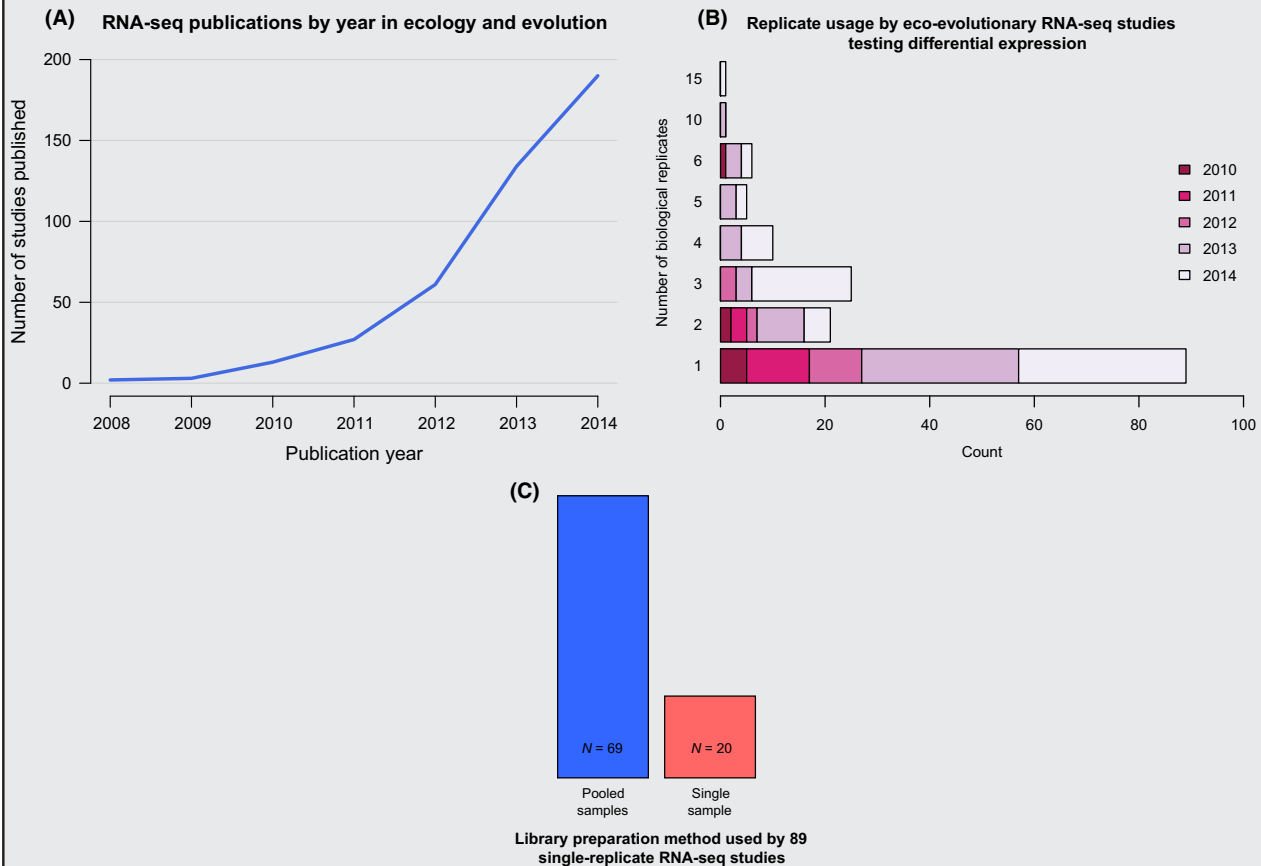 (A)
RNA-seq publications by year in ecology and evolution
Number of studies published
200
150
100
50
0
2008 2009 2010 2011 2012 2013 2014
Publication year
(B)
Replicate usage by eco-evolutionary RNA-seq studies
testing differential expression
Number of biological replicates
15
10
6
5
4
3
2
1
0 20 40 60 80 100
Count
2010
2011
2012
2013
2014
(C)
N = 69
N = 20
Pooled
samples
Single
sample
Library preparation method used by 89
single-replicate RNA-seq studies